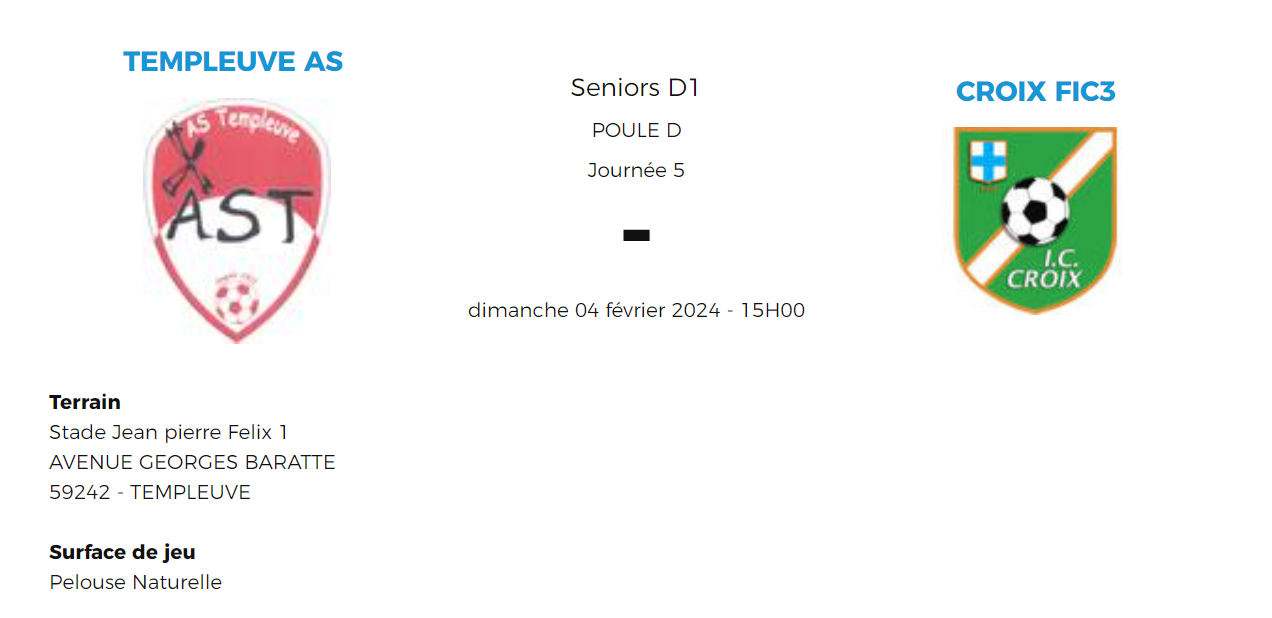 TEMPLEUVE AS
AS Templeuve
AST
Seniors D1
POULE D
Journée 5
-
dimanche 04 février 2024 - 15H00
CROIX FIC3
I.C.
CROIX
Terrain
Stade Jean pierre Felix 1
AVENUE GEORGES BARATTE
59242 - TEMPLEUVE
Surface de jeu
Pelouse Naturelle